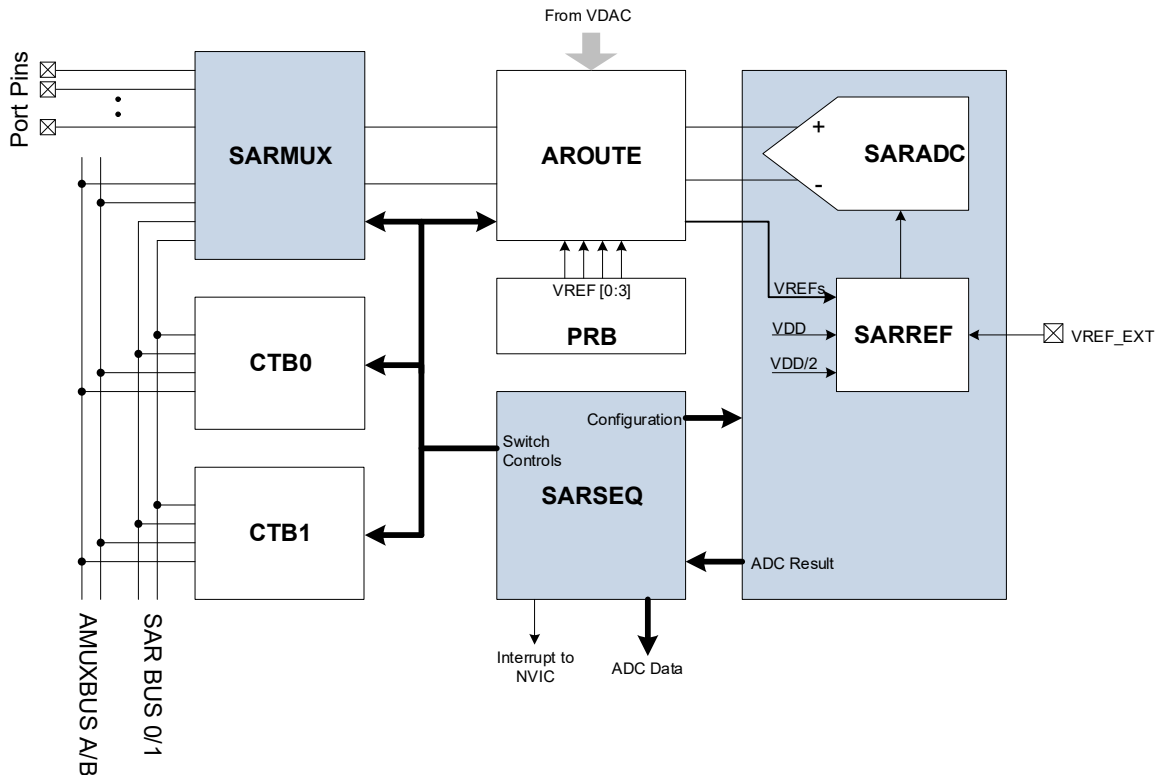 From VDAC
Port Pins
SARMUX
AROUTE
+
SARADC
-
VREF [0:3]
PRB
VREFs
VDD
SARREF
VREF_EXT
VDD/2
CTB0
Configuration
Switch
Controls
SARSEQ
CTB1
ADC Result
AMUXBUS A/B
SAR BUS 0/1
Interrupt to
NVIC
ADC Data